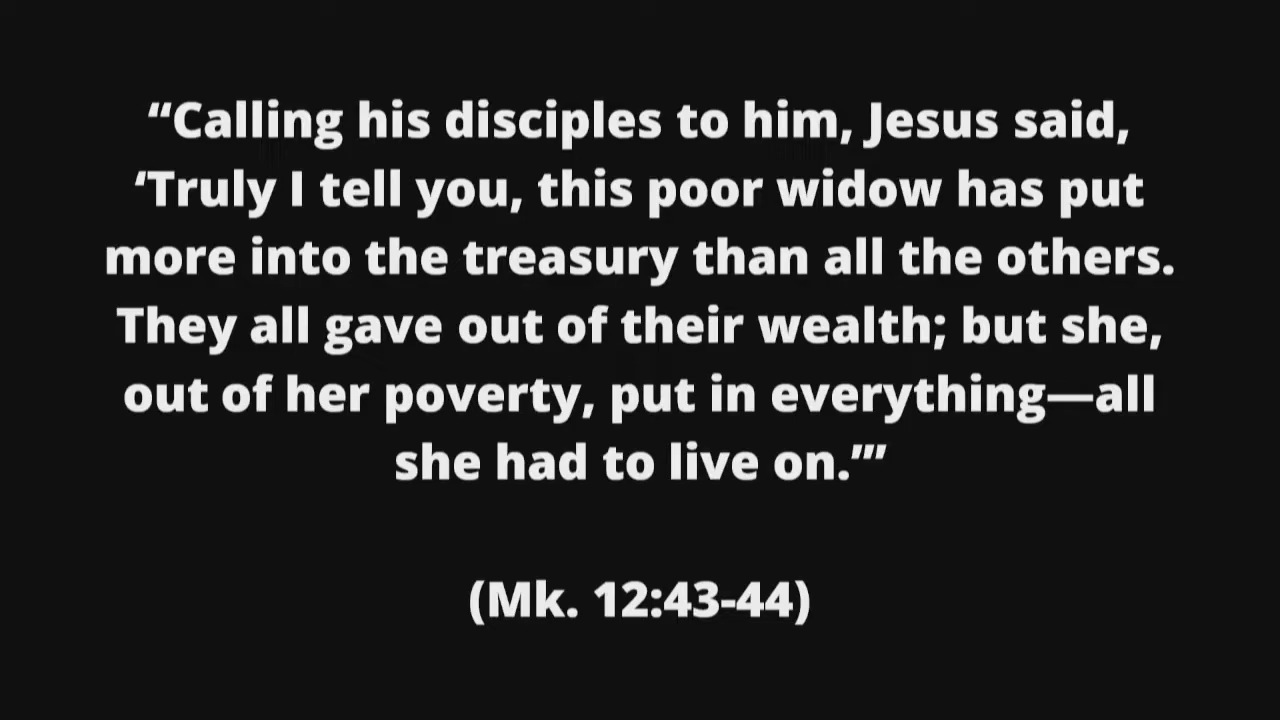 “Calling his disciples to him, Jesus said,
‘Truly I tell you, this poor widow has put
more into the treasury than all the others.
They all gave out of their wealth; but she,
out of her poverty, put in everything—all
she had to live on.’”
(Mk. 12:43-44)